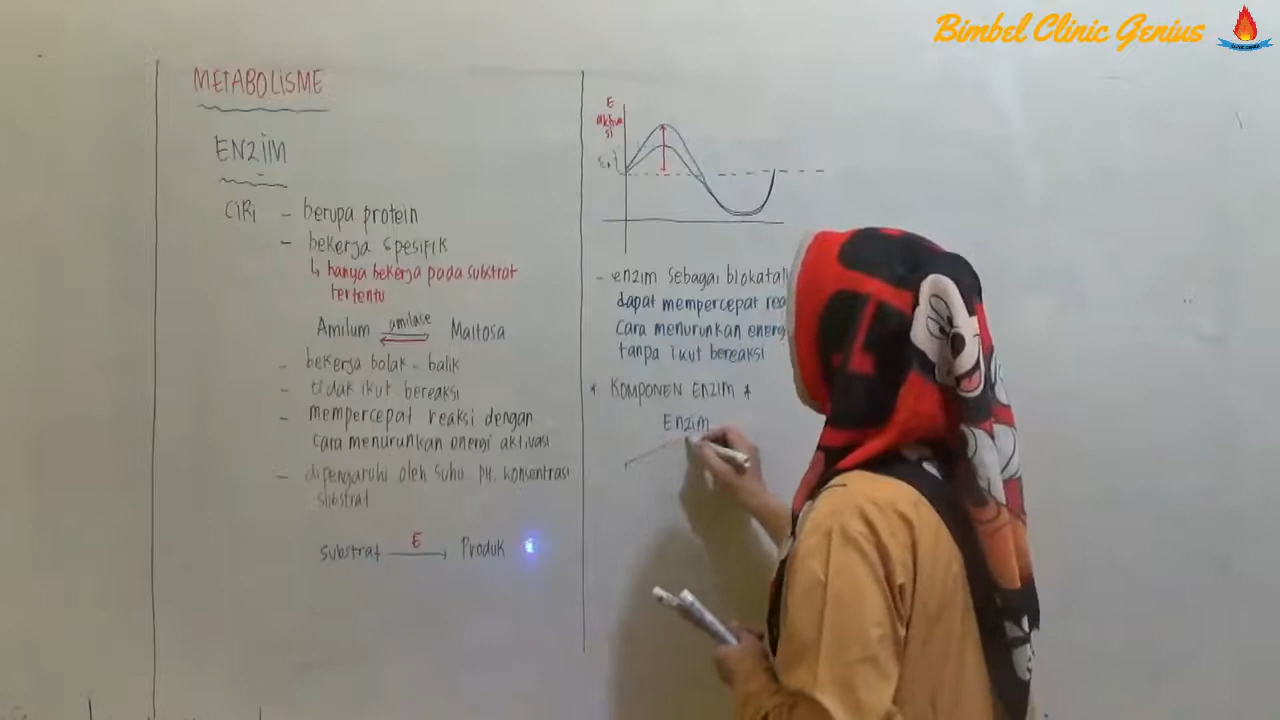 Bimbel Clinic Genius
METABOLISME
ENZIM
CIRI - berupa protein
- bekerja spesifik
↳ hanya bekerja pada substrat
tertentu
Amilum amilase Maltosa
- bekerja bolak - balik
- tidak ikut bereaksi
- mempercepat reaksi dengan
cara menurunkan energi aktivasi
- dipengaruhi oleh suhu, PH, konsentrasi
substrat
substrat E Produk
E
aktiva
si
- enzim sebagai biokatal
dapat mempercepat rea
cara menurunkan energ
tanpa ikut bereaksi
* KOMPONEN ENZIM *
Enzim